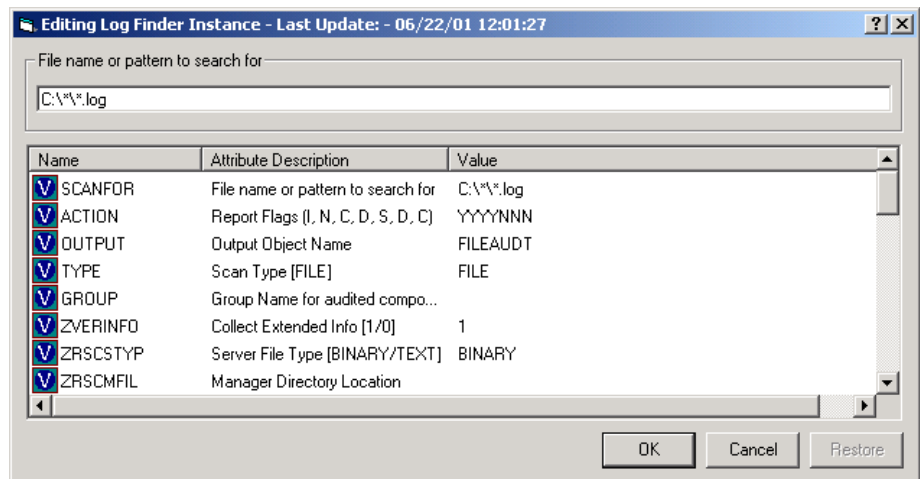 Editing Log Finder Instance - Last Update: - 06/22/01 12:01:27
File name or pattern to search for
C:\*\*.log
Name Attribute Description Value
V SCANFOR File name or pattern to search for C:\*\*.log
V ACTION Report Flags (I, N, C, D, S, D, C) YYYYNNN
V OUTPUT Output Object Name FILEAUDT
V TYPE Scan Type [FILE] FILE
V GROUP Group Name for audited compo...
V ZVERINFO Collect Extended Info [1/0] 1
V ZRSCSTYP Server File Type [BINARY/TEXT] BINARY
V ZRSCMFIL Manager Directory Location
OK Cancel Restore